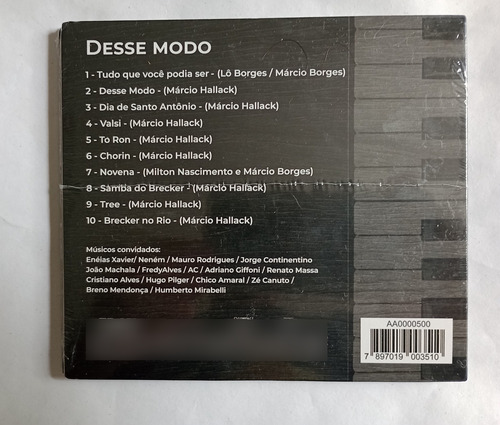 DESSE MODO
1 - Tudo que você podia ser - (Lô Borges / Márcio Borges)
2 - Desse Modo - (Márcio Hallack)
3 - Dia de Santo Antônio - (Márcio Hallack)
4 - Valsi - (Márcio Hallack)
5 - To Ron - (Márcio Hallack)
6 - Chorin - (Márcio Hallack)
7 - Novena - (Milton Nascimento e Márcio Borges)
8 - Samba do Brecker - (Márcio Hallack)
9 - Tree - (Márcio Hallack)
10 - Brecker no Rio - (Márcio Hallack)
Músicos convidados:
Enéias Xavier/ Neném / Mauro Rodrigues / Jorge Continentino
João Machala / FredyAlves / AC / Adriano Giffoni / Renato Massa
Cristiano Alves / Hugo Pilger / Chico Amaral / Zé Canuto /
Breno Mendonça / Humberto Mirabelli
AA0000500
7 897019 003510